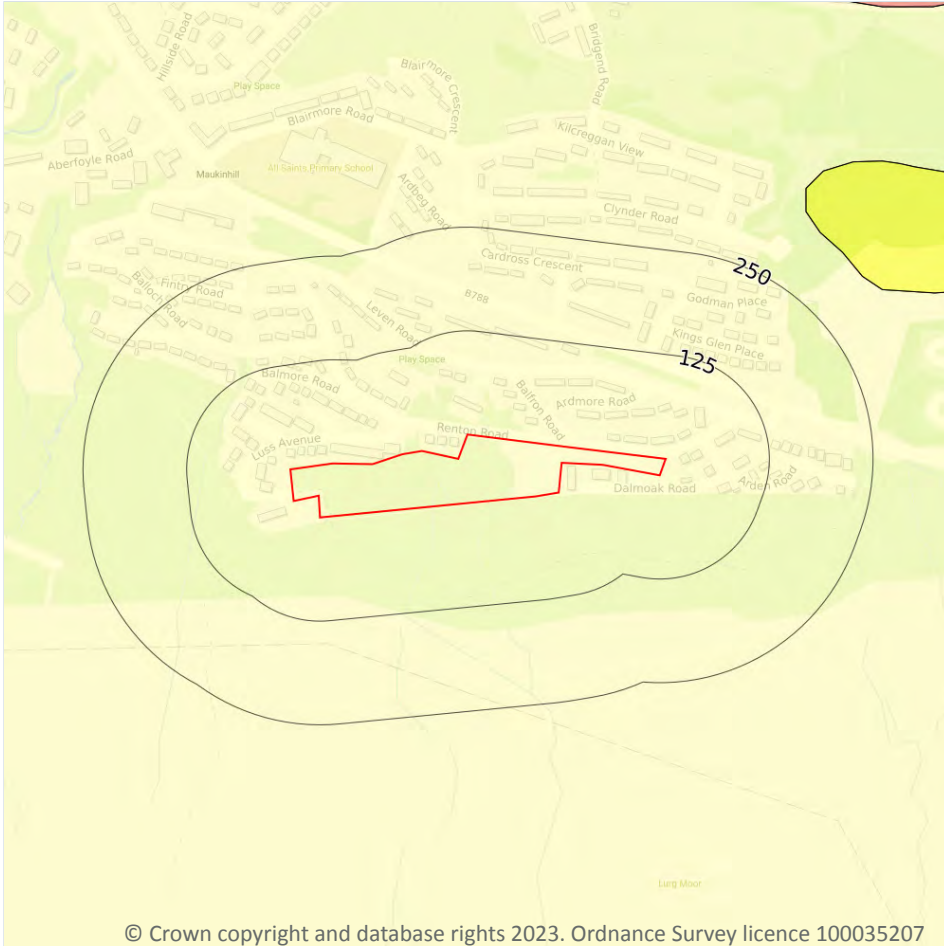 Hillside Road
Bridgend Road
Blairmore Crescent
Play Space
Blairmore Road
Kilcreggan View
Aberfoyle Road
All Saints Primary School
Maukinhill
Ardbeg Road
Clynder Road
Cardross Crescent
250
Fintry Road
Balloch Road
B788
Godman Place
Leven Road
Kings Glen Place
Play Space
125
Balmore Road
Balfron Road
Ardmore Road
Renton Road
Luss Avenue
Dalmoak Road
Arden Road
Lurg Moor
© Crown copyright and database rights 2023. Ordnance Survey licence 100035207